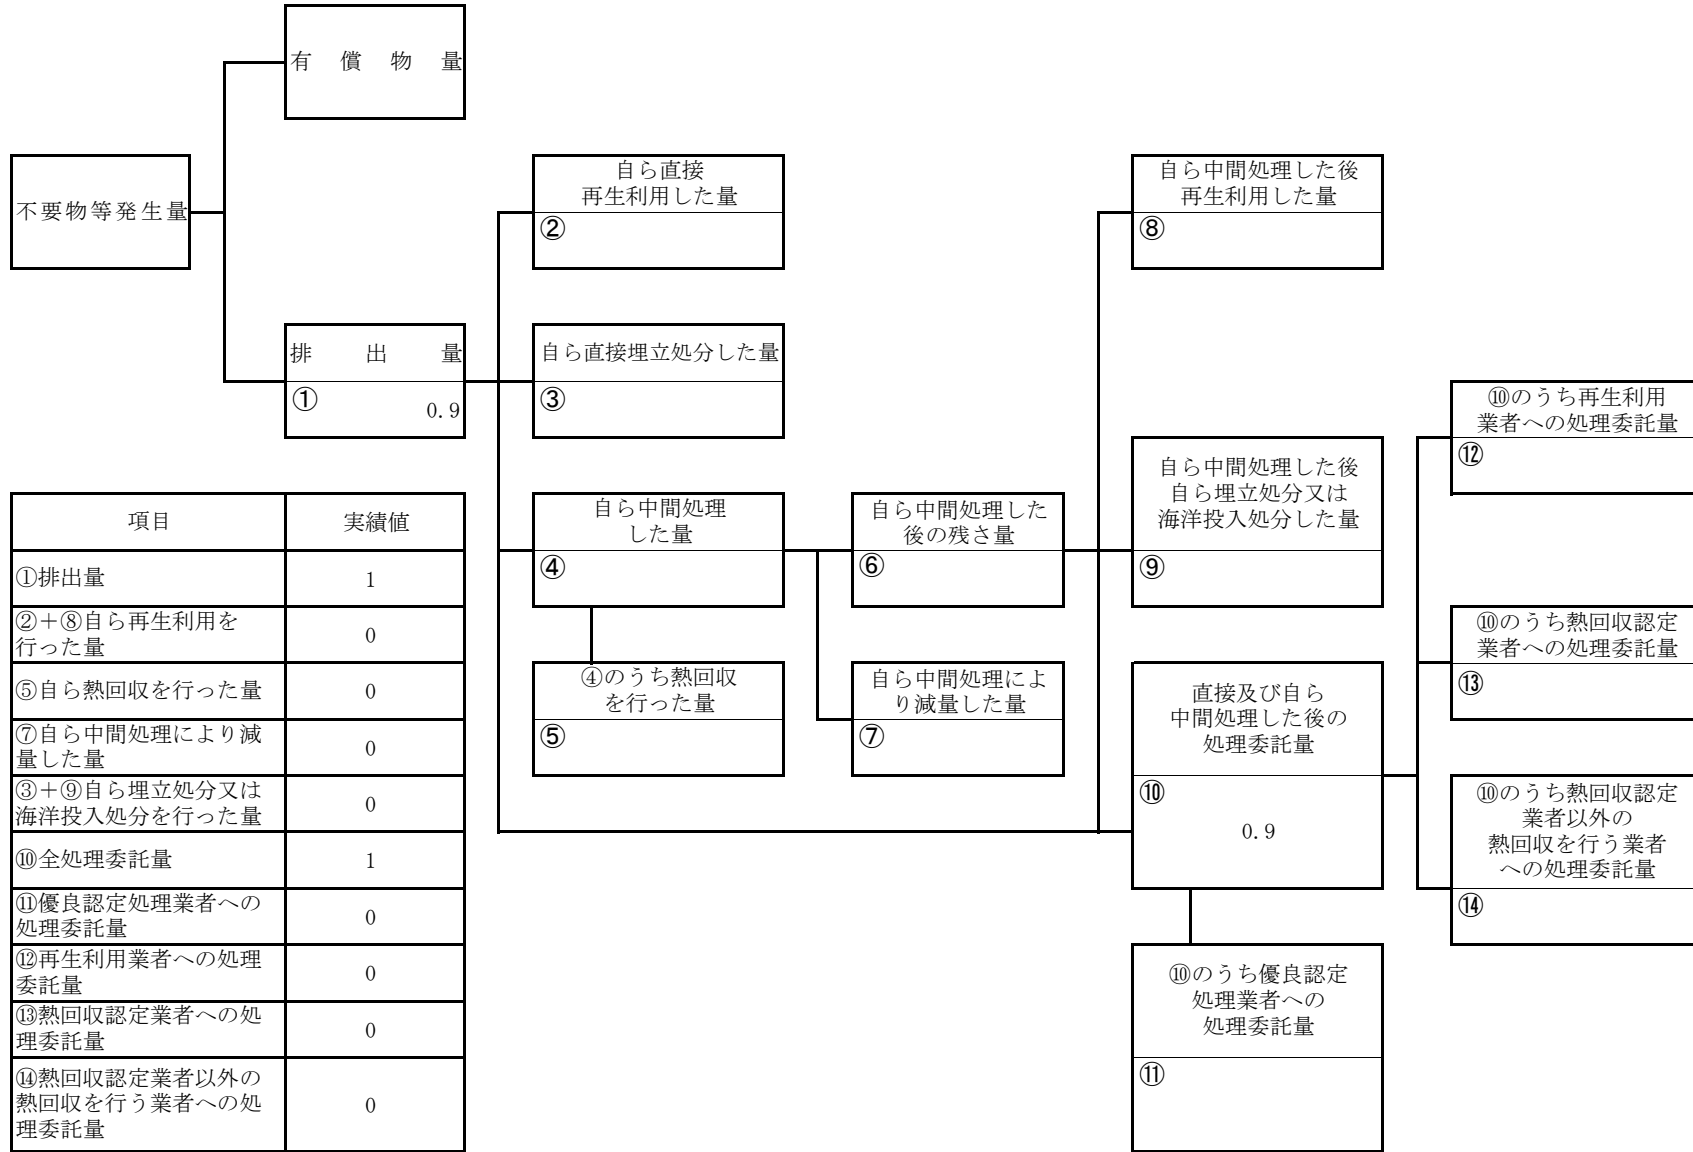 有償物量
不要物等発生量
自ら直接
再生利用した量
②
自ら中間処理した後
再生利用した量
⑧
排出量
①
0.9
自ら直接埋立処分した量
③
⑩のうち再生利用
業者への処理委託量
⑫
自ら中間処理
した量
④
自ら中間処理した
後の残さ量
⑥
自ら中間処理した後
自ら埋立処分又は
海洋投入処分した量
⑨
⑩のうち熱回収認定
業者への処理委託量
⑬
④のうち熱回収
を行った量
⑤
自ら中間処理によ
り減量した量
⑦
直接及び自ら
中間処理した後の
処理委託量
⑩
0.9
⑩のうち熱回収認定
業者以外の
熱回収を行う業者
への処理委託量
⑭
⑩のうち優良認定
処理業者への
処理委託量
⑪
項目 実績値
①排出量 1
②＋⑧自ら再生利用を
行った量 0
⑤自ら熱回収を行った量 0
⑦自ら中間処理により減
量した量 0
③＋⑨自ら埋立処分又は
海洋投入処分を行った量 0
⑩全処理委託量 1
⑪優良認定処理業者への
処理委託量 0
⑫再生利用業者への処理
委託量 0
⑬熱回収認定業者への処
理委託量 0
⑭熱回収認定業者以外の
熱回収を行う業者への処 0
理委託量